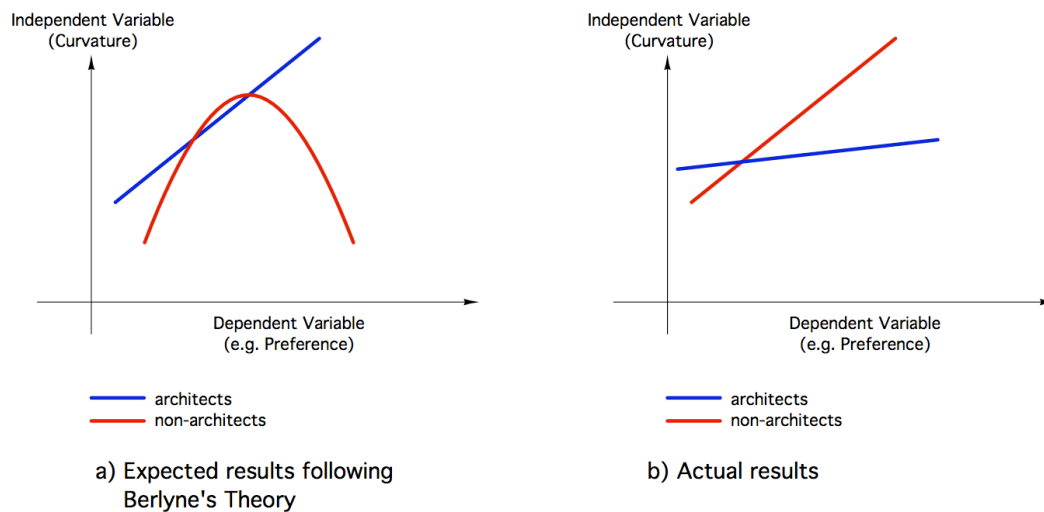 Independent Variable
(Curvature)
Dependent Variable
(e.g. Preference)
architects
non-architects
a) Expected results following
Berlyne's Theory
Independent Variable
(Curvature)
Dependent Variable
(e.g. Preference)
architects
non-architects
b) Actual results